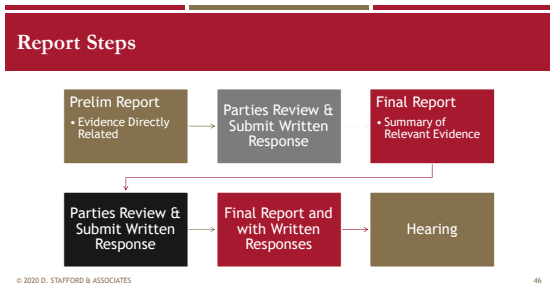 Report Steps
Prelim Report
• Evidence Directly
Related
Parties Review &
Submit Written
Response
Final Report
• Summary of
Relevant Evidence
Parties Review &
Submit Written
Response
Final Report and
with Written
Responses
Hearing
© 2020 D. STAFFORD & ASSOCIATES
46